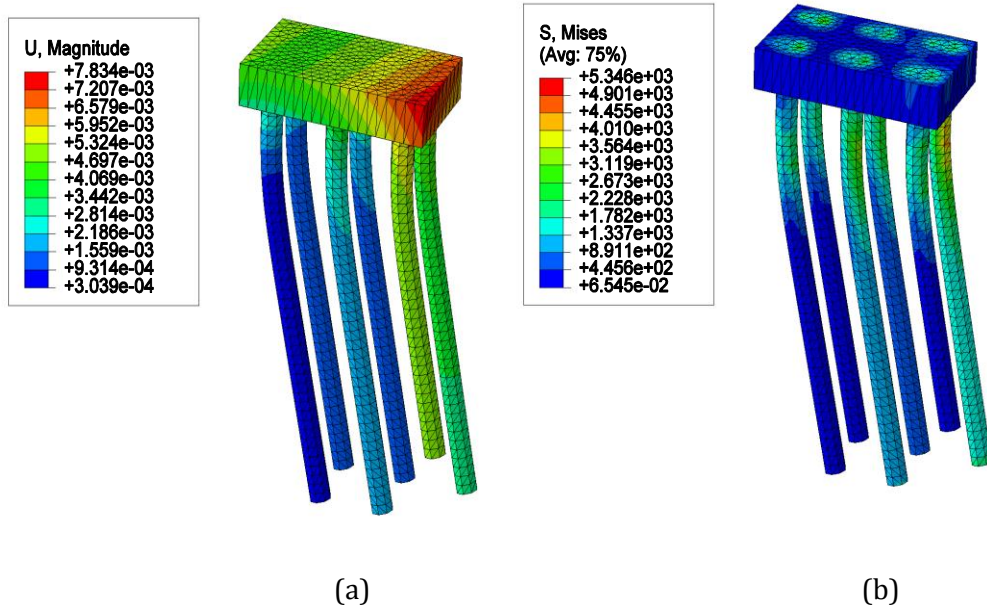 U, Magnitude
+7.834e-03
+7.207e-03
+6.579e-03
+5.952e-03
+5.324e-03
+4.697e-03
+4.069e-03
+3.442e-03
+2.814e-03
+2.186e-03
+1.559e-03
+9.314e-04
+3.039e-04
S, Mises
(Avg: 75%)
+5.346e+03
+4.901e+03
+4.455e+03
+4.010e+03
+3.564e+03
+3.119e+03
+2.673e+03
+2.228e+03
+1.782e+03
+1.337e+03
+8.911e+02
+4.456e+02
+6.545e-02
(a)
(b)